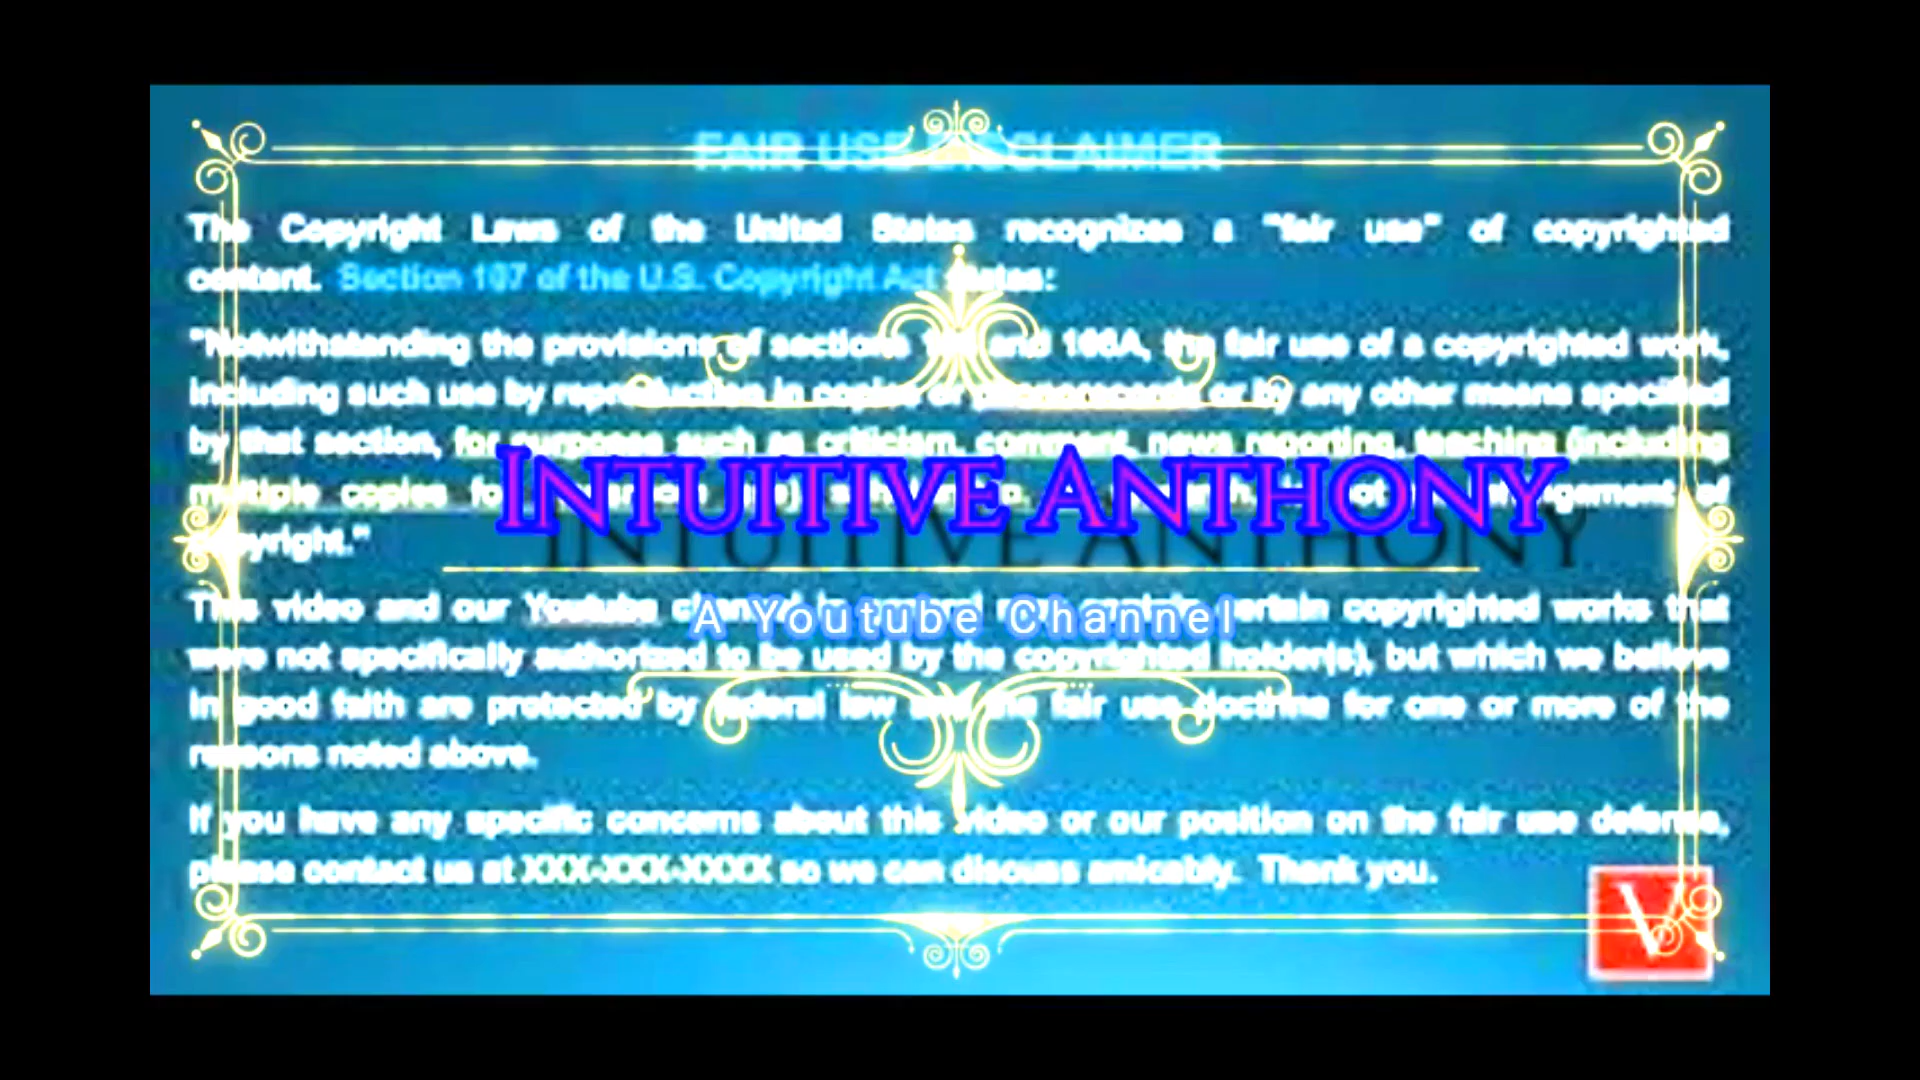 FAIR USE DISCLAIMER
The Copyright Laws of the United States recognizes a "fair use" of copyrighted
content. Section 107 of the U.S. Copyright Act states:
"Notwithstanding the provisions of sections and 106A, the fair use of a copyrighted work,
including such use by reproduction in copies or phonorecords or by any other means specified
by that section, for purposes such as criticism, comment, news reporting, teaching (including
multiple copies for
INTUITIVE ANTHONY
copyright."
This video and our Youtube channel in general may contain certain copyrighted works that
A Youtube Channel
were not specifically authorized to be used by the copyrighted holder(s), but which we believe
in good faith are protected by federal law and the fair use doctrine for one or more of the
reasons noted above.
If you have any specific concerns about this video or our position on the fair use defense,
please contact us at XXX-XXX-XXXX so we can discuss amicably. Thank you.
V